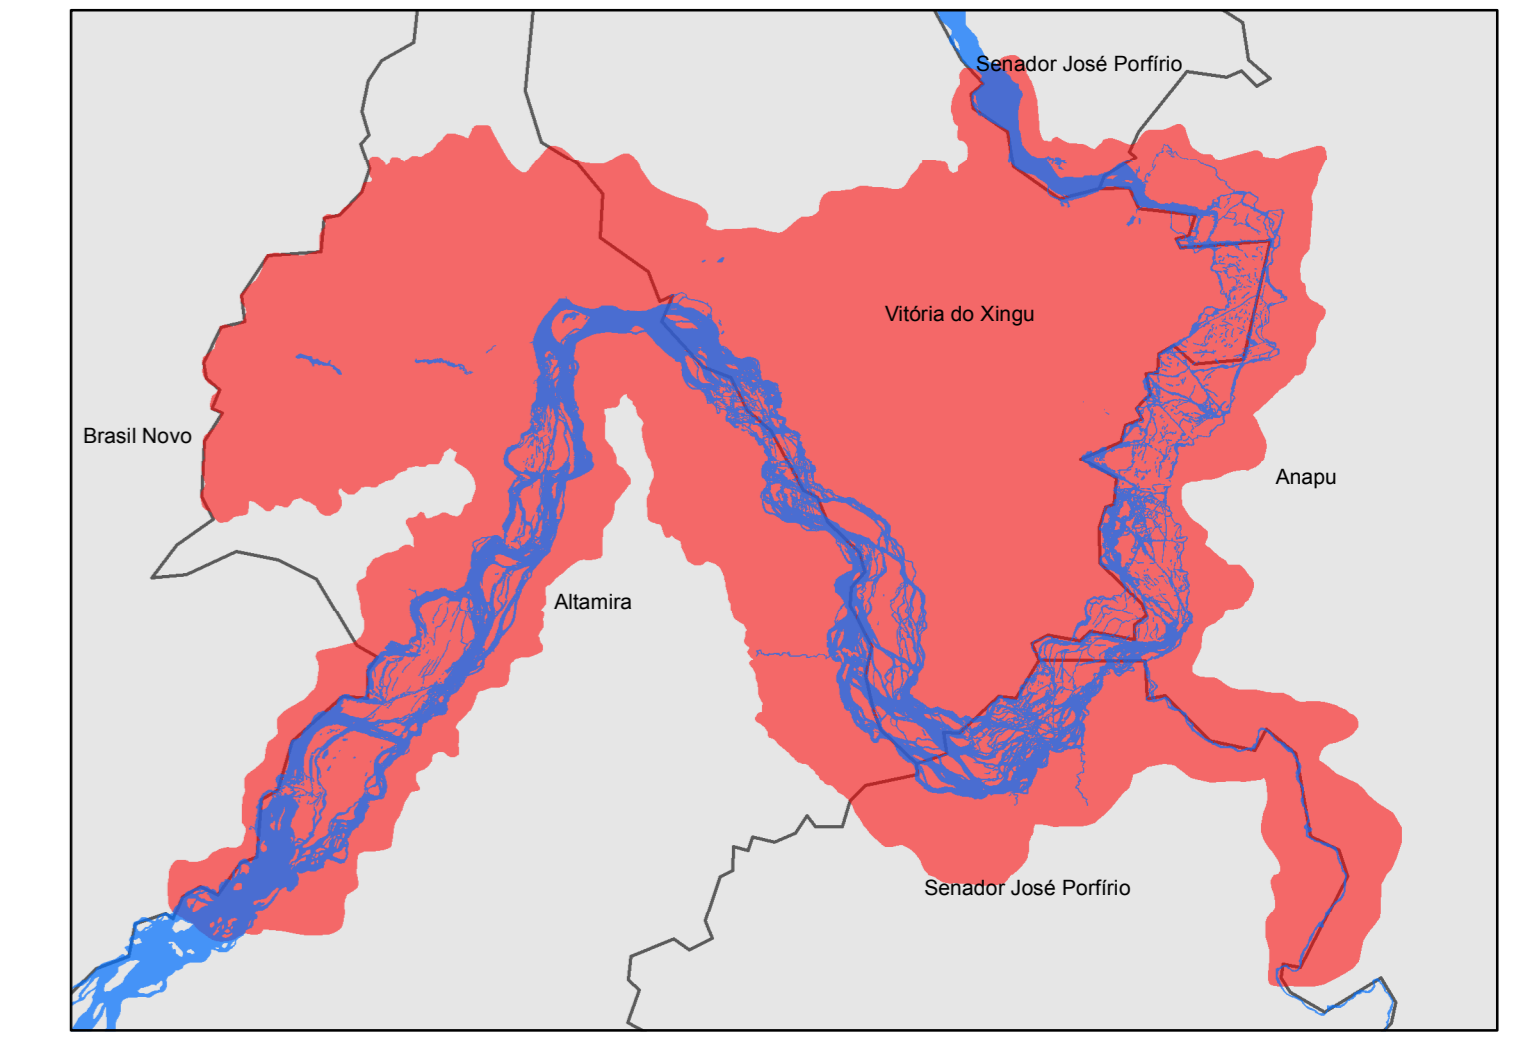 Senador José Porfírio
Vitória do Xingu
Brasil Novo
Anapu
Altamira
Senador José Porfírio